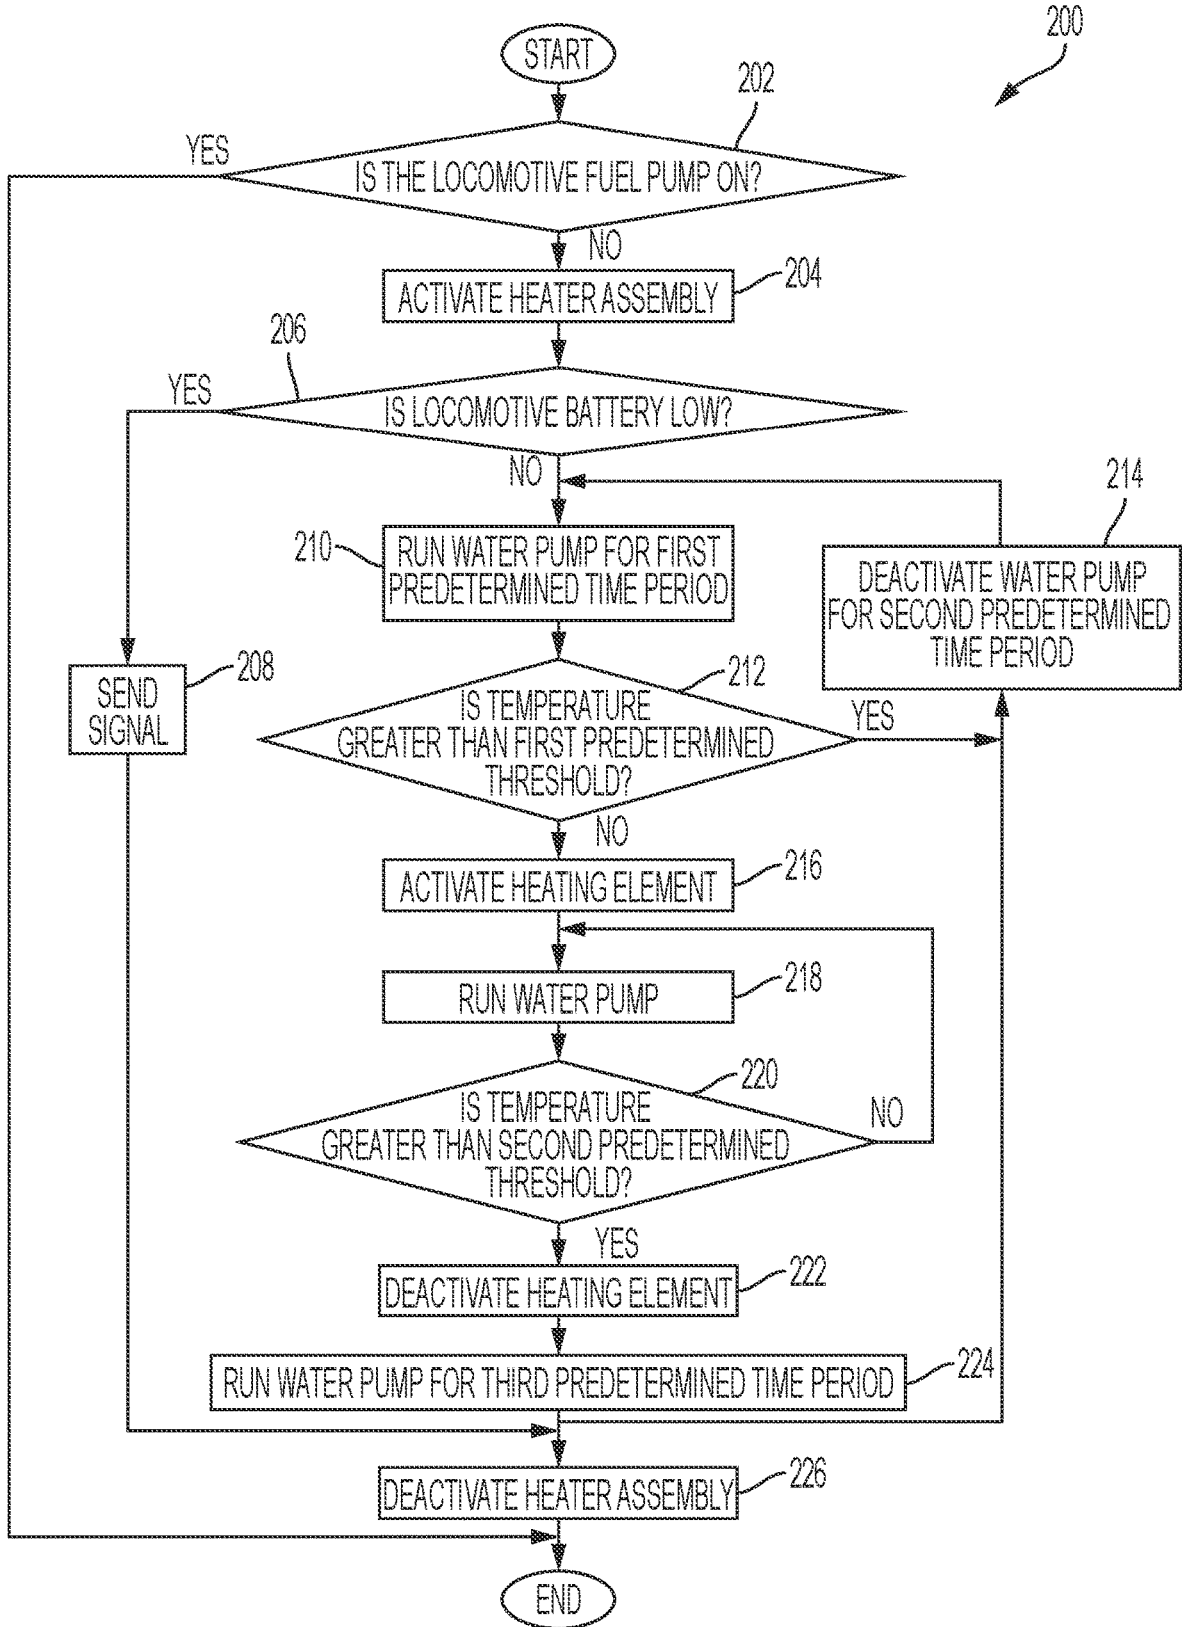 200
START
202
YES
IS THE LOCOMOTIVE FUEL PUMP ON?
NO
204
ACTIVATE HEATER ASSEMBLY
206
YES
IS LOCOMOTIVE BATTERY LOW?
NO
214
210
RUN WATER PUMP FOR FIRST
PREDETERMINED TIME PERIOD
DEACTIVATE WATER PUMP
FOR SECOND PREDETERMINED
TIME PERIOD
208
SEND
SIGNAL
212
IS TEMPERATURE
GREATER THAN FIRST PREDETERMINED
THRESHOLD?
YES
NO
216
ACTIVATE HEATING ELEMENT
218
RUN WATER PUMP
220
IS TEMPERATURE
GREATER THAN SECOND PREDETERMINED
THRESHOLD?
NO
YES
222
DEACTIVATE HEATING ELEMENT
224
RUN WATER PUMP FOR THIRD PREDETERMINED TIME PERIOD
226
DEACTIVATE HEATER ASSEMBLY
END